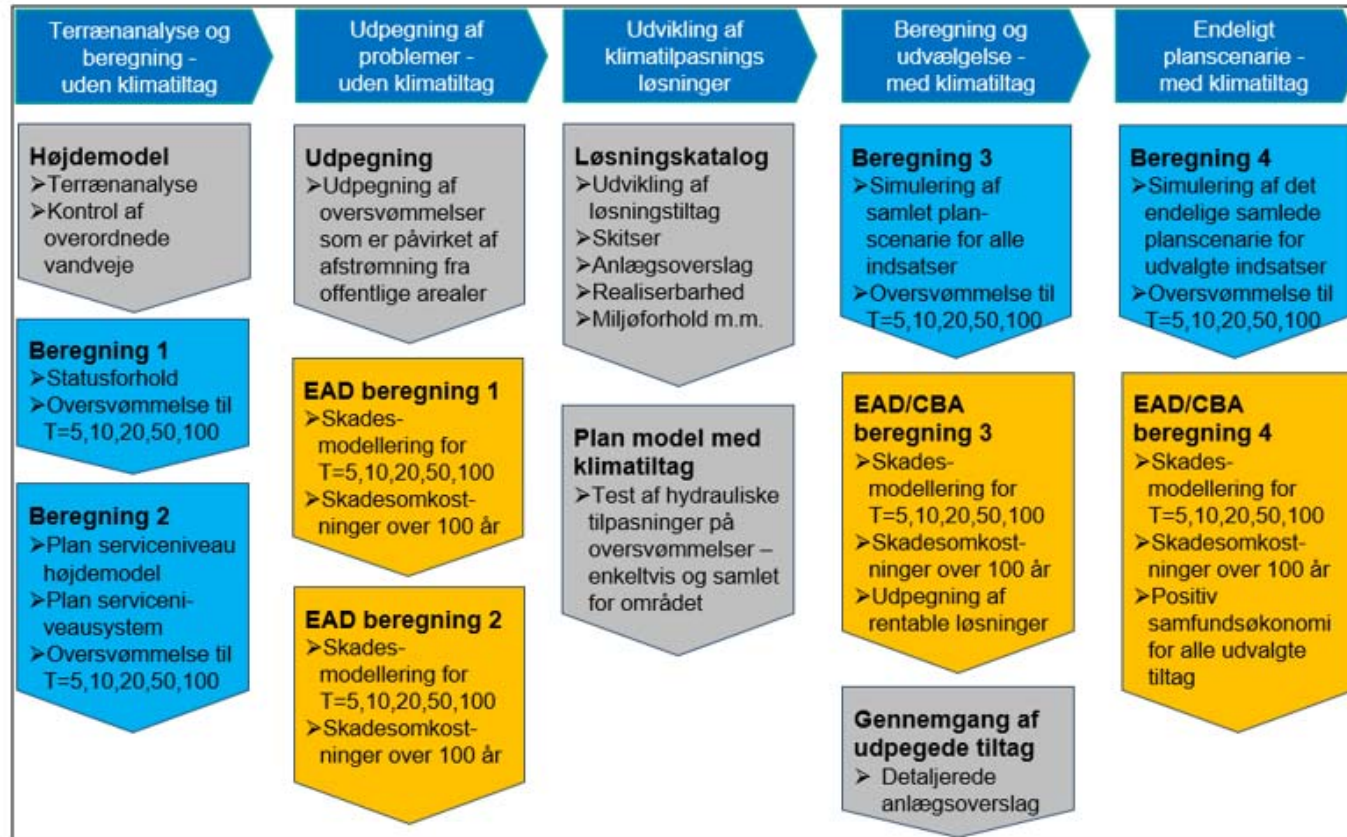 Terrænanalyse og
beregning -
uden klimatiltag
Udpegning af
problemer -
uden klimatiltag
Udvikling af
klimatilpasnings
løsninger
Beregning og
udvælgelse -
med klimatiltag
Endeligt
planscenarie -
med klimatiltag
Højdemodel
➢Terrænanalyse
➢Kontrol af
overordnede
vandveje
Beregning 1
➢Statusforhold
➢Oversvømmelse til
T=5,10,20,50,100
Beregning 2
➢Plan serviceniveau
højdemodel
➢Plan serviceni-
veausystem
➢Oversvømmelse til
T=5,10,20,50,100
Udpegning
➢Udpegning af
oversvømmelser
som er påvirket af
afstrømning fra
offentlige arealer
EAD beregning 1
➢Skades-
modellering for
T=5,10,20,50,100
➢Skadesomkost-
ninger over 100 år
EAD beregning 2
➢Skades-
modellering for
T=5,10,20,50,100
➢Skadesomkost-
ninger over 100 år
Løsningskatalog
➢Udvikling af
løsningstiltag
➢Skitser
➢Anlægsoverslag
➢Realiserbarhed
➢Miljøforhold m.m.
Plan model med
klimatiltag
➢Test af hydrauliske
tilpasninger på
oversvømmelser –
enkeltvis og samlet
for området
Beregning 3
➢Simulering af
samlet plan-
scenarie for alle
indsatser
➢Oversvømmelse til
T=5,10,20,50,100
EAD/CBA
beregning 3
➢Skades-
modellering for
T=5,10,20,50,100
➢Skadesomkost-
ninger over 100 år
➢Udpegning af
rentable løsninger
Gennemgang af
udpegede tiltag
➢ Detaljerede
anlægsoverslag
Beregning 4
➢Simulering af det
endelige samlede
planscenarie for
udvalgte indsatser
➢Oversvømmelse til
T=5,10,20,50,100
EAD/CBA
beregning 4
➢Skades-
modellering for
T=5,10,20,50,100
➢Skadesomkost-
ninger over 100 år
➢Positiv
samfundsøkonomi
for alle udvalgte
tiltag